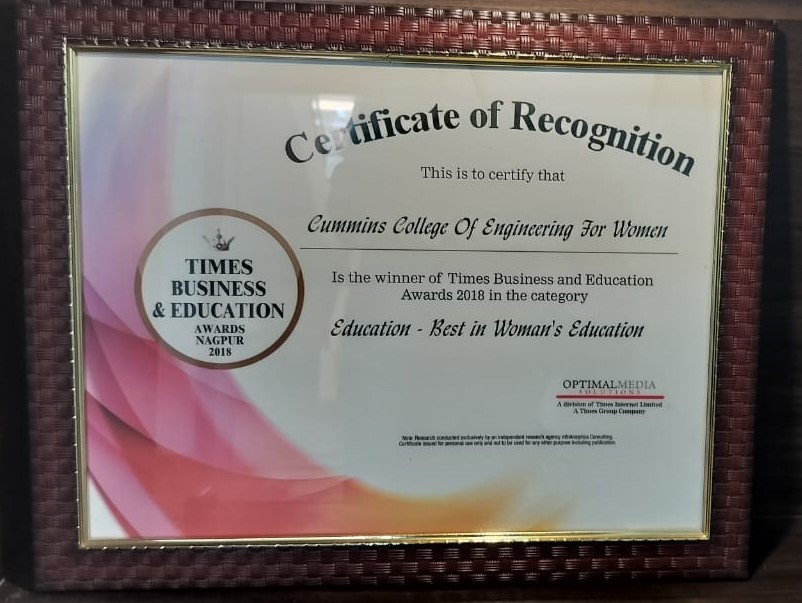 Certificate of Recognition
This is to certify that
Cummins College Of Engineering For Women
TIMES
BUSINESS
& EDUCATION
AWARDS
NAGPUR
2018
Is the winner of Times Business and Education
Awards 2018 in the category
Education - Best in Woman's Education
OPTIMALMEDIA
SOLUTIONS
A division of Times Internet Limited
A Times Group Company
Note: Research conducted exclusively by an independent research agency InfoAnalytica Consulting.
Certificate issued for personal use only and not to be used for any other purpose including publication